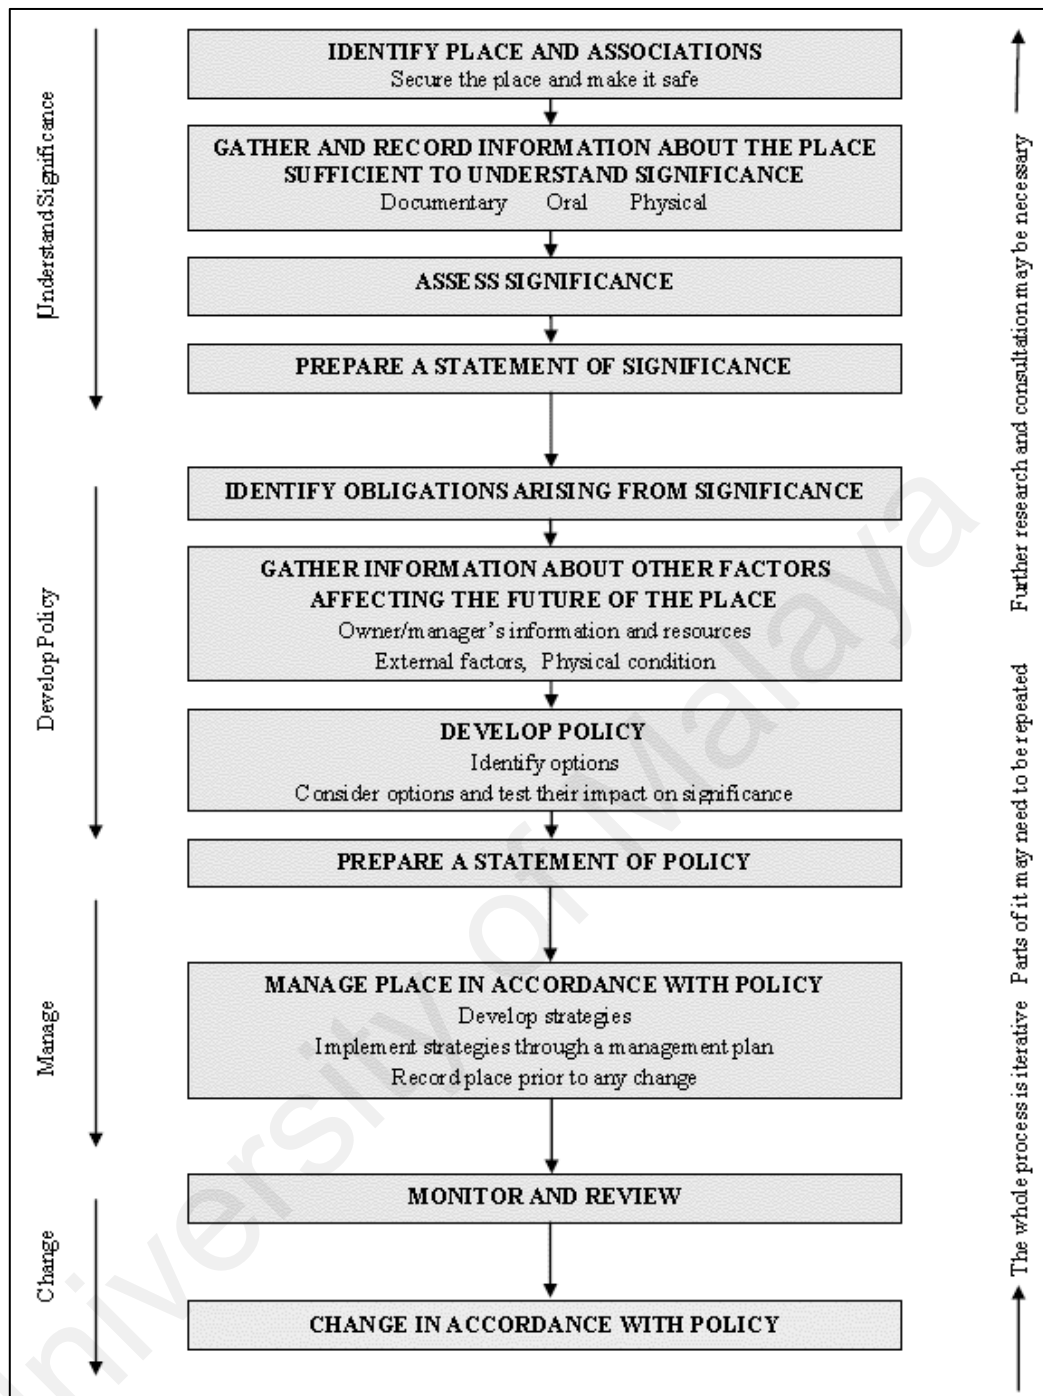 IDENTIFY PLACE AND ASSOCIATIONS
Secure the place and make it safe
GATHER AND RECORD INFORMATION ABOUT THE PLACE
SUFFICIENT TO UNDERSTAND SIGNIFICANCE
Documentary Oral Physical
ASSESS SIGNIFICANCE
PREPARE A STATEMENT OF SIGNIFICANCE
Understand Significance
IDENTIFY OBLIGATIONS ARISING FROM SIGNIFICANCE
GATHER INFORMATION ABOUT OTHER FACTORS
AFFECTING THE FUTURE OF THE PLACE
Owner/manager's information and resources
External factors, Physical condition
DEVELOP POLICY
Identify options
Consider options and test their impact on significance
PREPARE A STATEMENT OF POLICY
Develop Policy
MANAGE PLACE IN ACCORDANCE WITH POLICY
Develop strategies
Implement strategies through a management plan
Record place prior to any change
Manage
MONITOR AND REVIEW
CHANGE IN ACCORDANCE WITH POLICY
Change
The whole process is iterative Parts of it may need to be repeated Further research and consultation may be necessary
University of Malaya